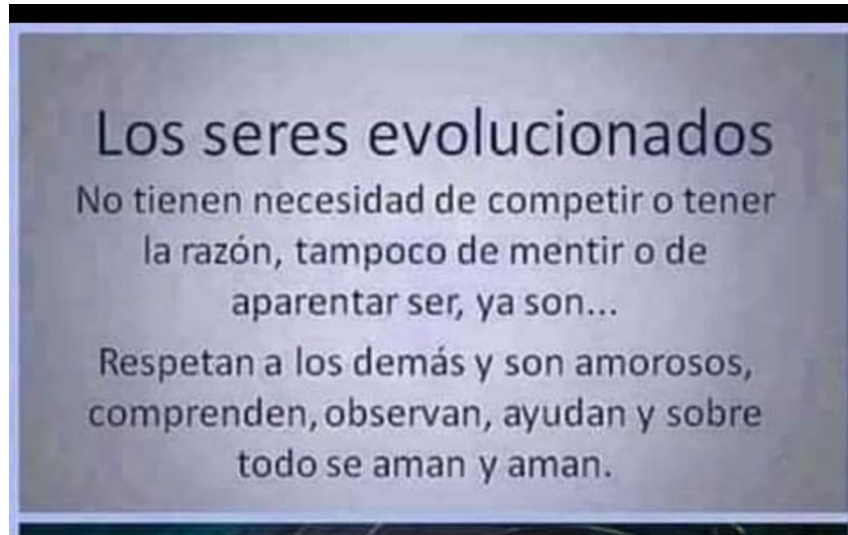 Los seres evolucionados
No tienen necesidad de competir o tener
la razón, tampoco de mentir o de
aparentar ser, ya son...
Respetan a los demás y son amorosos,
comprenden, observan, ayudan y sobre
todo se aman y aman.